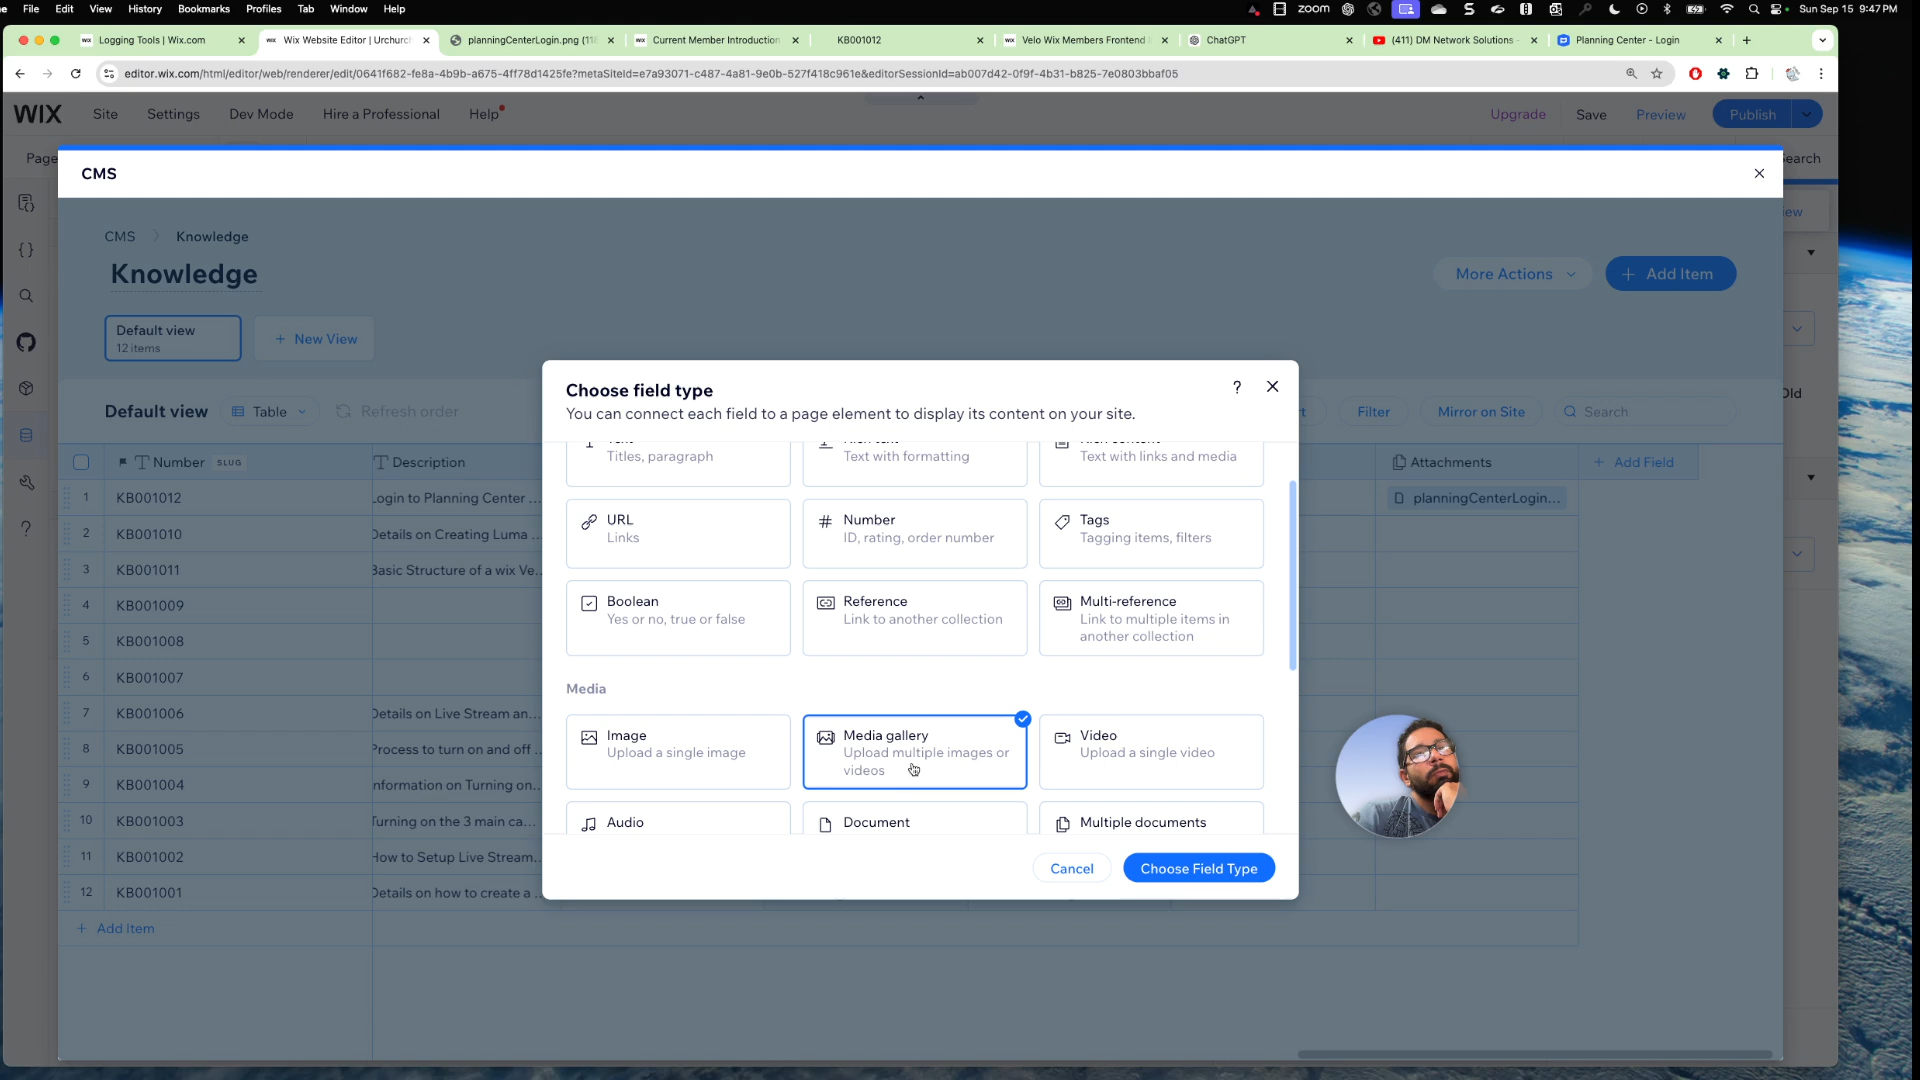 File Edit View History Bookmarks Profiles Tab Window Help
zoom
Sun Sep 15 9:47 PM
Logging Tools | Wix.com
Wix Website Editor | Urchurch
planningCenterLogin.png (118
Current Member Introduction
KB001012
Velo Wix Members Frontend
ChatGPT
(411) DM Network Solutions -
Planning Center - Login
editor.wix.com/html/editor/web/renderer/edit/0641f682-fe8a-4b9b-a675-4ff78d1425fe?metaSiteId=e7a93071-c487-4a81-9e0b-527f418c961e&editorSessionId=ab007d42-0f9f-4b31-b825-7e0803bbaf05
WIX Site Settings Dev Mode Hire a Professional Help
Upgrade Save Preview Publish
Page
earch
CMS
ew
CMS Knowledge
Knowledge
More Actions
+ Add Item
Default view
12 items
+ New View
Old
Default view Table Refresh order
rt Filter Mirror on Site Search
Number SLUG Description Attachments + Add Field
1 KB001012 Login to Planning Center ... planningCenterLogin...
2 KB001010 Details on Creating Luma ...
3 KB001011 Basic Structure of a wix Ve...
4 KB001009
5 KB001008
6 KB001007
7 KB001006 Details on Live Stream an...
8 KB001005 Process to turn on and off ...
9 KB001004 nformation on Turning on...
10 KB001003 Turning on the 3 main ca...
11 KB001002 How to Setup Live Stream...
12 KB001001 Details on how to create a ...
+ Add Item
Choose field type
?
You can connect each field to a page element to display its content on your site.
Text
Titles, paragraph
Rich text
Text with formatting
Rich content
Text with links and media
URL
Links
Number
ID, rating, order number
Tags
Tagging items, filters
Boolean
Yes or no, true or false
Reference
Link to another collection
Multi-reference
Link to multiple items in
another collection
Media
Image
Upload a single image
Media gallery
Upload multiple images or
videos
Video
Upload a single video
Audio
Document
Multiple documents
Cancel
Choose Field Type